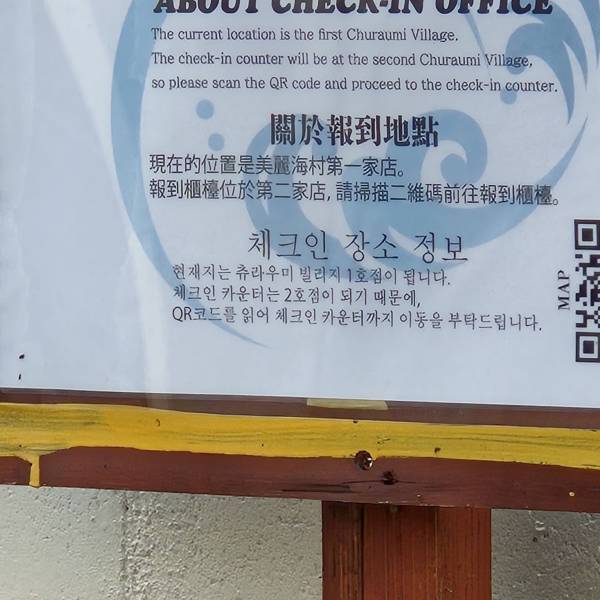 ABOUT CHECK-IN OFFICE
The current location is the first Churaumi Village.
The check-in counter will be at the second Churaumi Village,
so please scan the QR code and proceed to the check-in counter.
關於報到地點
現在的位置是美麗海村第一家店。
報到櫃檯位於第二家店, 請掃描二維碼前往報到櫃檯。
체크인 장소 정보
현재지는 츄라우미 빌리지 1호점이 됩니다.
체크인 카운터는 2호점이 되기 때문에,
QR코드를 읽어 체크인 카운터까지 이동을 부탁드립니다.
MAP